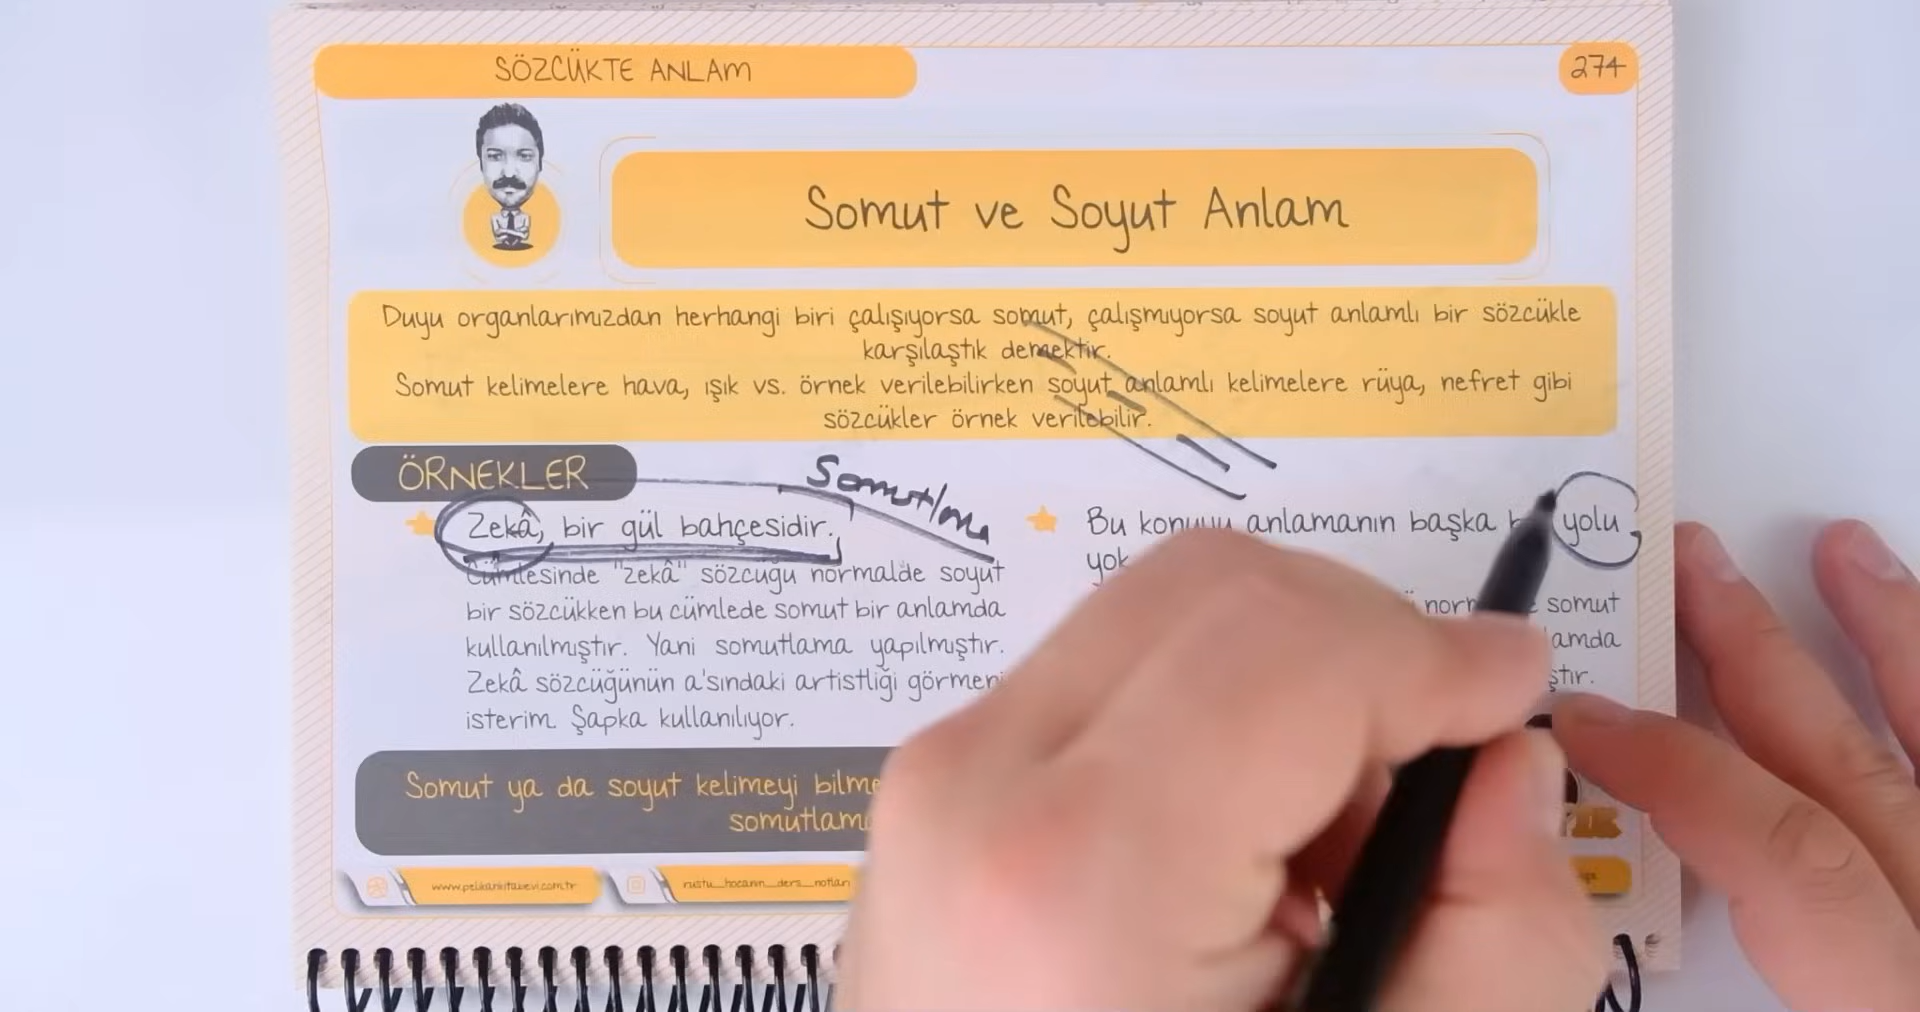 SÖZCÜKTE ANLAM
274
Somut ve Soyut Anlam
Duyu organlarımızdan herhangi biri çalışıyorsa somut, çalışmıyorsa soyut anlamlı bir sözcükle
karşılaştık demektir.
Somut kelimelere hava, ışık vs. örnek verilebilirken soyut anlamlı kelimelere rüya, nefret gibi
sözcükler örnek verilebilir.
ÖRNEKLER
Somutlama
Zekâ, bir gül bahçesidir.
Cümlesinde "zekâ" sözcüğü normalde soyut
bir sözcükken bu cümlede somut bir anlamda
kullanılmıştır. Yani somutlama yapılmıştır.
Zekâ sözcüğünün a'sındaki artistliği görmeni
isterim. Şapka kullanılıyor.
Bu konuyu anlamanın başka yolu
yok
somut
Somut ya da soyut kelimeyi
www.pelikankitabevi.com.tr
rustu_hocanin_ders_notlari